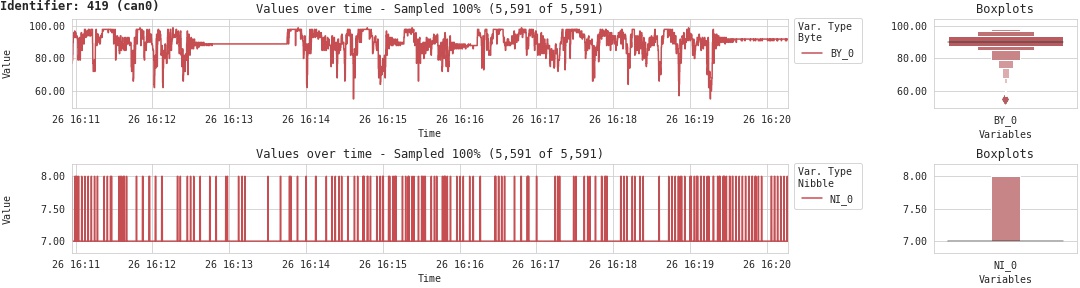 Identifier: 419 (can0)
Values over time - Sampled 100% (5,591 of 5,591)
Boxplots
100.00
80.00
60.00
Value
26 16:11 26 16:12 26 16:13 26 16:14 26 16:15 26 16:16 26 16:17 26 16:18 26 16:19 26 16:20
Time
Var. Type
Byte
BY_0
100.00
80.00
60.00
BY_0
Variables
Values over time - Sampled 100% (5,591 of 5,591)
Boxplots
8.00
7.50
7.00
Value
26 16:11 26 16:12 26 16:13 26 16:14 26 16:15 26 16:16 26 16:17 26 16:18 26 16:19 26 16:20
Time
Var. Type
Nibble
NI_0
8.00
7.50
7.00
NI_0
Variables